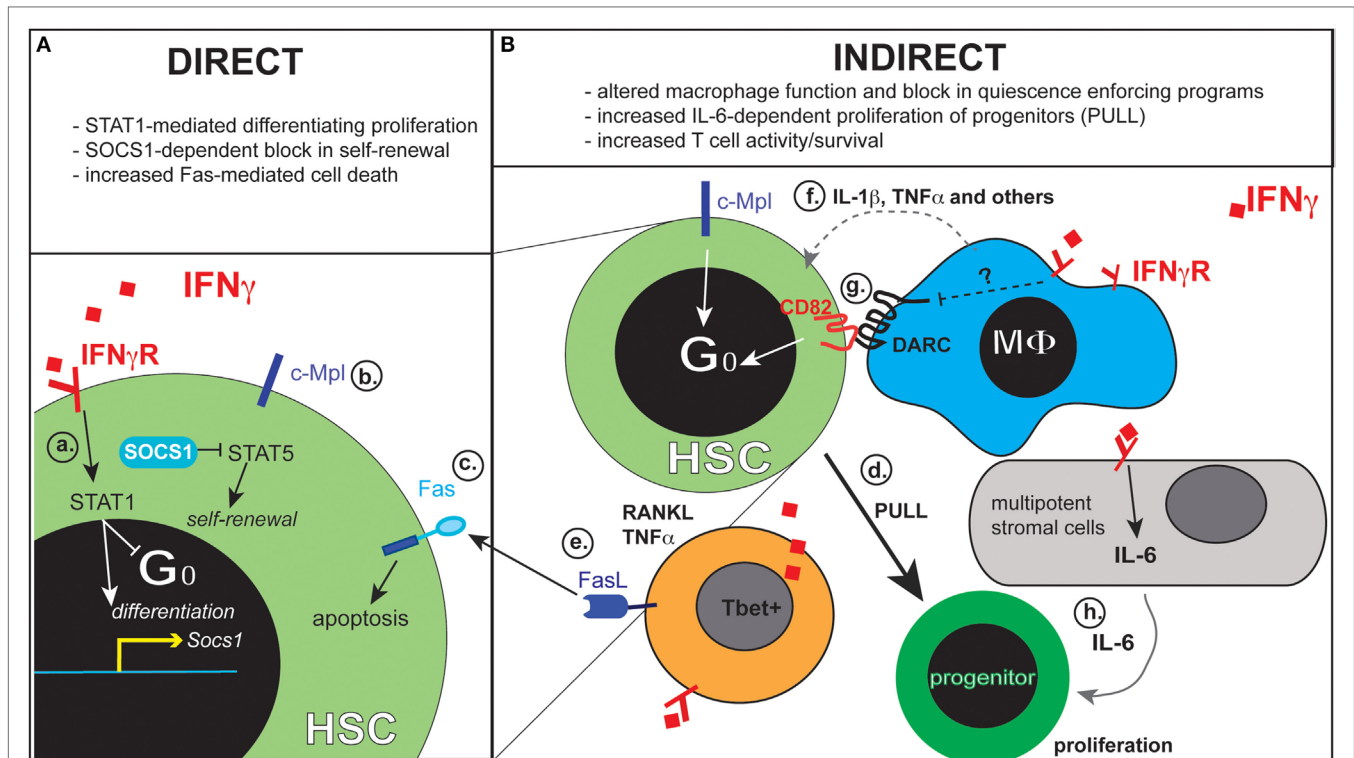 A
DIRECT
- STAT1-mediated differentiating proliferation
- SOCS1-dependent block in self-renewal
- increased Fas-mediated cell death
IFNγ
IFNγR
c-Mpl b.
a.
SOCS1
STAT5
c.
Fas
STAT1
self-renewal
G0
differentiation
apoptosis
Socs1
HSC
B
INDIRECT
- altered macrophage function and block in quiescence enforcing programs
- increased IL-6-dependent proliferation of progenitors (PULL)
- increased T cell activity/survival
c-Mpl
f. IL-1β, TNFα and others
IFNγ
?
IFNγR
g.
CD82
G0
DARC
MΦ
HSC
d.
PULL
multipotent
stromal cells
IL-6
RANKL
TNFα
e.
FasL
Tbet+
h.
IL-6
progenitor
proliferation